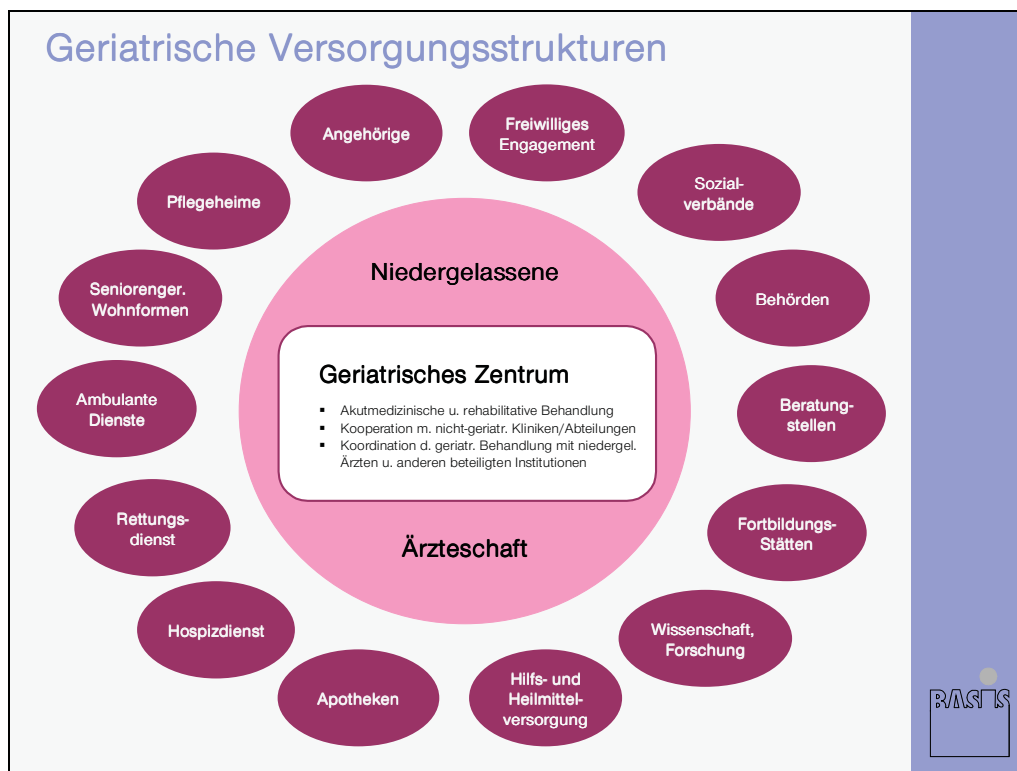 Geriatrische Versorgungsstrukturen
Angehörige
Freiwilliges
Engagement
Sozial-
verbände
Pflegeheime
Niedergelassene
Seniorenger.
Wohnformen
Behörden
Geriatrisches Zentrum
▪ Akutmedizinische u. rehabilitative Behandlung
▪ Kooperation m. nicht-geriatr. Kliniken/Abteilungen
▪ Koordination d. geriatr. Behandlung mit niedergel.
Ärzten u. anderen beteiligten Institutionen
Ambulante
Dienste
Beratung-
stellen
Rettungs-
dienst
Fortbildungs-
Stätten
Ärzteschaft
Hospizdienst
Wissenschaft,
Forschung
Apotheken
Hilfs- und
Heilmittel-
versorgung
BASIS